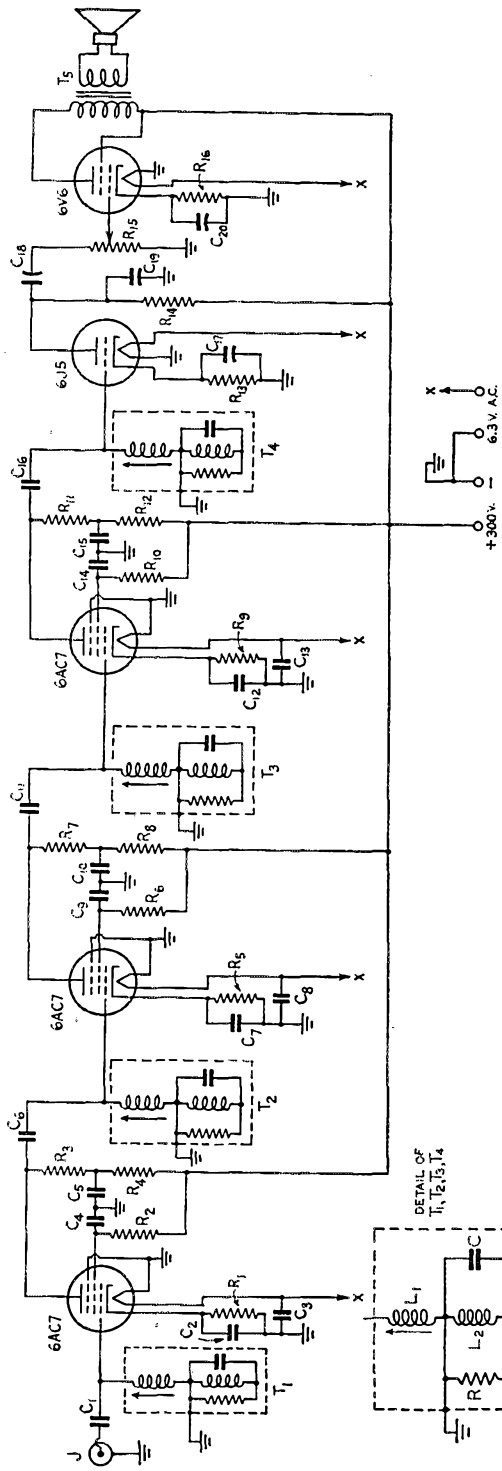 J
C1
T1
6AC7
C2
R1
C3
X
C4
C5
R2
R3
R4
C6
T2
6AC7
C7
R5
C8
X
C9
C10
R6
R7
R8
C11
T3
6AC7
C12
R9
C13
X
C14
C15
R10
R11
R12
C16
T4
6J5
R13
C17
X
R14
C19
C18
R15
6V6
C20
R16
X
T5
+300V.
−
6.3V. A.C.
X
DETAIL OF
T1, T2, T3, T4
L1
R
L2
C